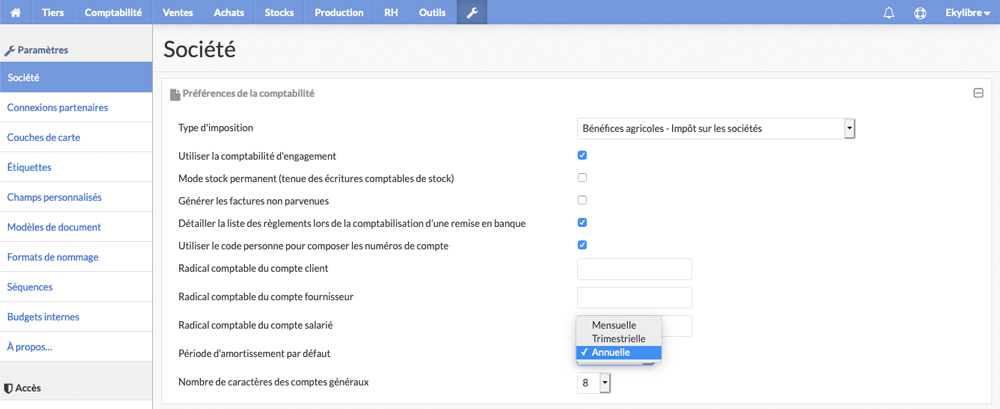 Tiers Comptabilité Ventes Achats Stocks Production RH Outils Ekylibre
Paramètres
Société
Connexions partenaires
Couches de carte
Étiquettes
Champs personnalisés
Modèles de document
Formats de nommage
Séquences
Budgets internes
À propos...
Accès
Société
Préférences de la comptabilité
Type d'imposition Bénéfices agricoles - Impôt sur les sociétés
Utiliser la comptabilité d'engagement
Mode stock permanent (tenue des écritures comptables de stock)
Générer les factures non parvenues
Détailler la liste des règlements lors de la comptabilisation d'une remise en banque
Utiliser le code personne pour composer les numéros de compte
Radical comptable du compte client
Radical comptable du compte fournisseur
Radical comptable du compte salarié
Mensuelle
Trimestrielle
Période d'amortissement par défaut ✓ Annuelle
Nombre de caractères des comptes généraux 8